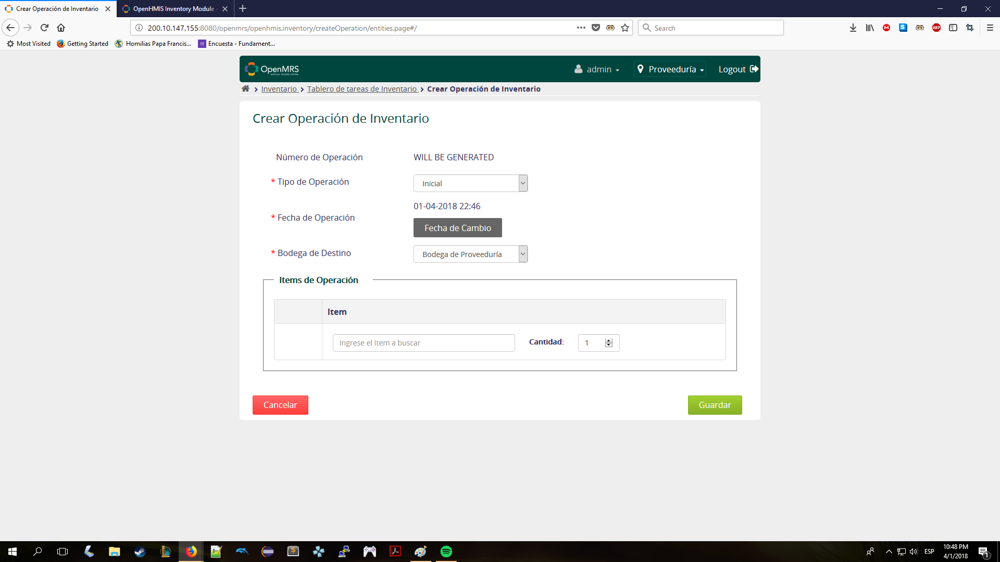 Crear Operación de Inventario
OpenHMIS Inventory Module -
200.10.147.155:8080/openmrs/openhmis.inventory/createOperation/entities.page#/
Search
Most Visited
Getting Started
Homilias Papa Francis...
Encuesta - Fundament...
OpenMRS
MEDICAL RECORD SYSTEM
admin
Proveeduría
Logout
Inventario
Tablero de tareas de Inventario
Crear Operación de Inventario
Crear Operación de Inventario
Número de Operación
WILL BE GENERATED
* Tipo de Operación
Inicial
* Fecha de Operación
01-04-2018 22:46
Fecha de Cambio
* Bodega de Destino
Bodega de Proveeduría
Items de Operación
Item
Ingrese el Item a buscar
Cantidad:
1
Cancelar
Guardar
ESP
10:48 PM
4/1/2018
1